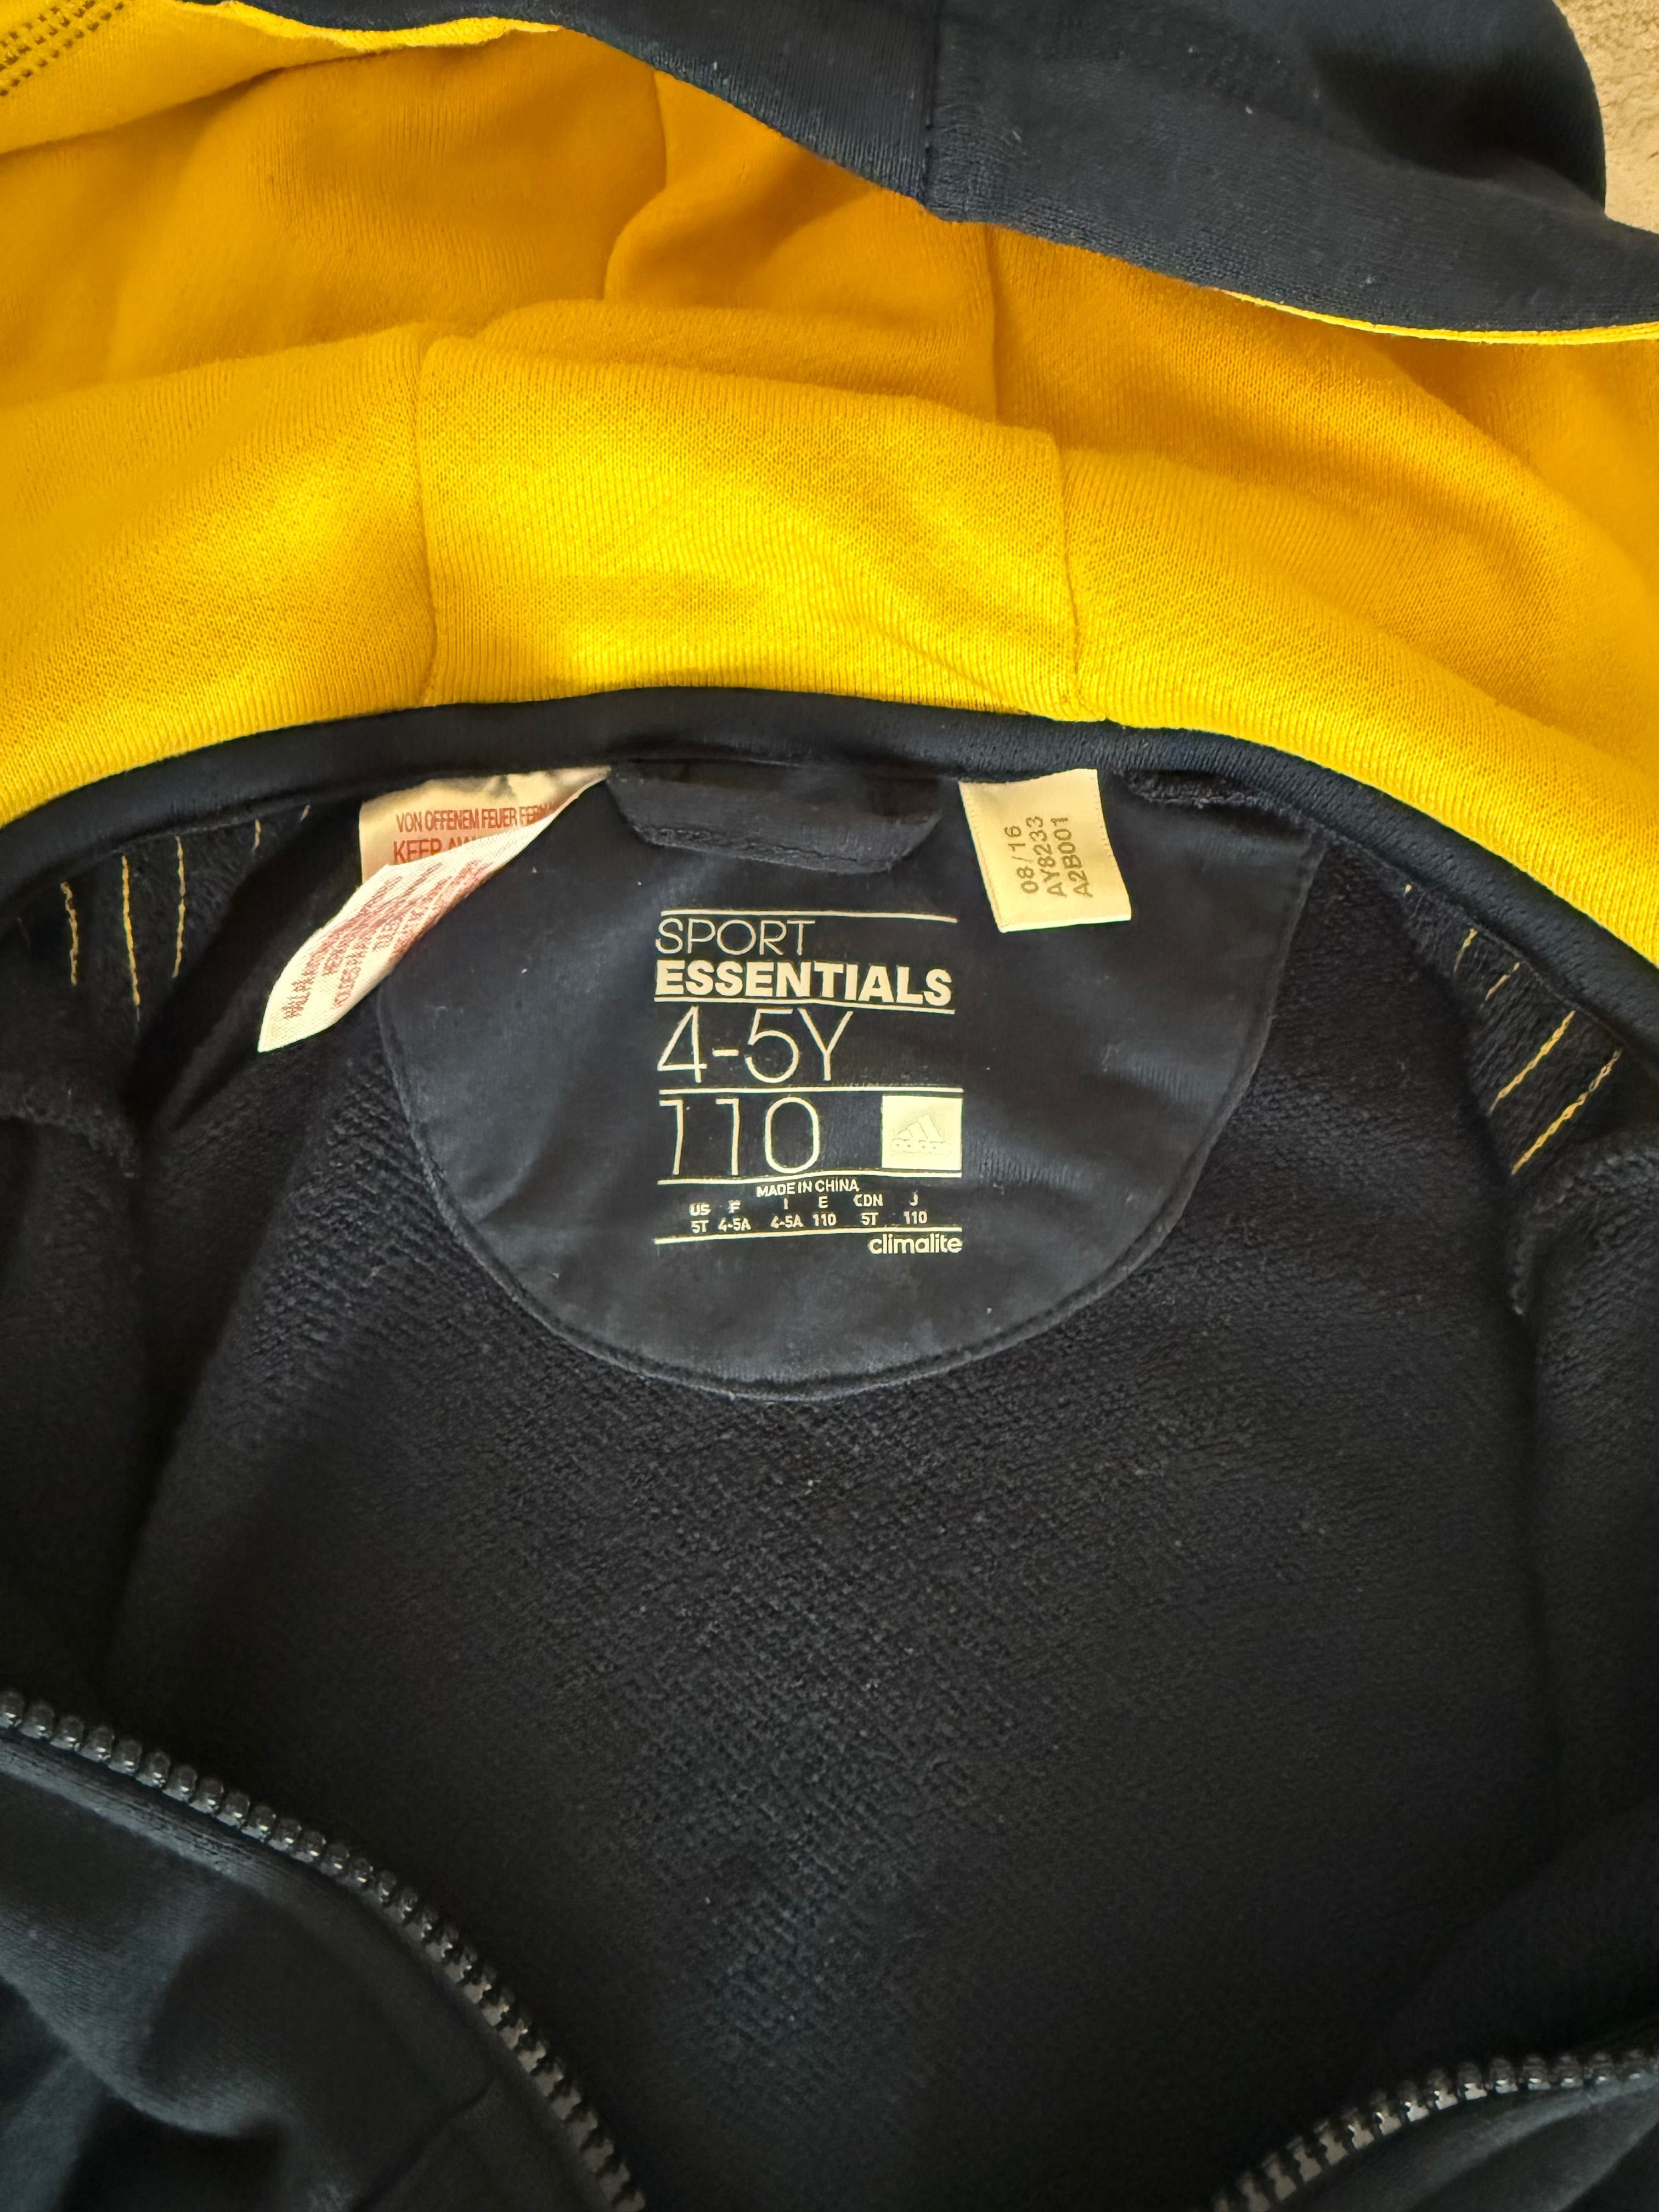 VON OFFENEM FEUER
KEEP
08/16
AY8233
A2B001
SPORT
ESSENTIALS
4-5Y
110
adidas
MADE IN CHINA
US F I E CDN J
5T 4-5A 4-5A 110 5T 110
climalite